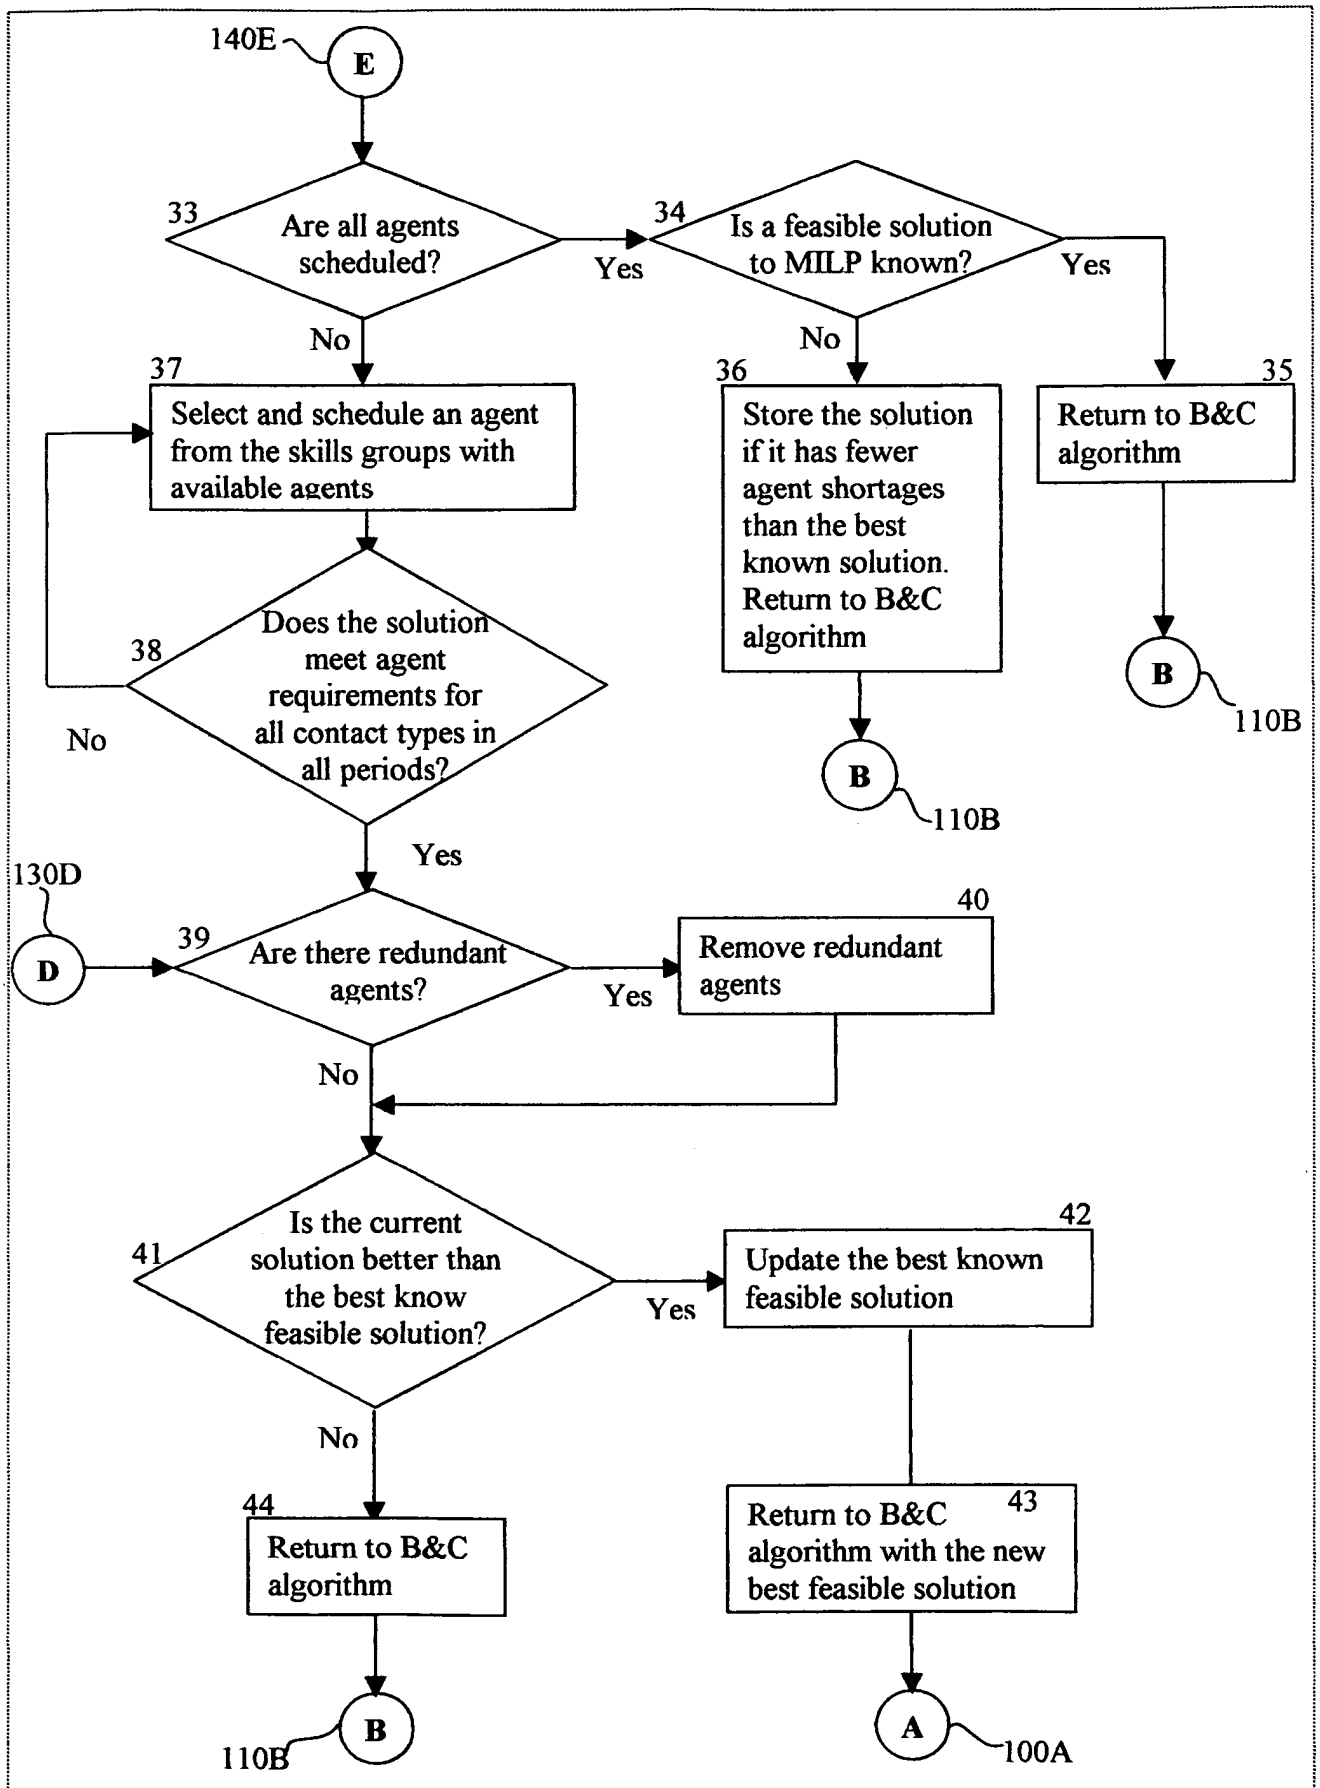 140E
E
33
Are all agents
scheduled?
Yes
No
34
Is a feasible solution
to MILP known?
Yes
No
37
Select and schedule an agent
from the skills groups with
available agents
36
Store the solution
if it has fewer
agent shortages
than the best
known solution.
Return to B&C
algorithm
35
Return to B&C
algorithm
B
110B
B
110B
38
Does the solution
meet agent
requirements for
all contact types in
all periods?
No
Yes
130D
D
39
Are there redundant
agents?
Yes
No
40
Remove redundant
agents
41
Is the current
solution better than
the best know
feasible solution?
Yes
No
42
Update the best known
feasible solution
43
Return to B&C
algorithm with the new
best feasible solution
44
Return to B&C
algorithm
B
110B
A
100A